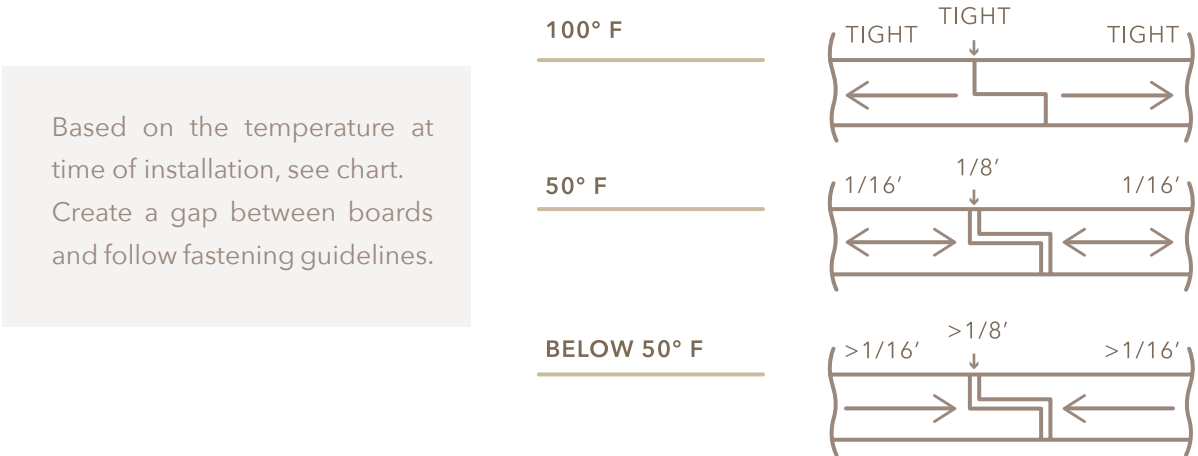 Based on the temperature at
time of installation, see chart.
Create a gap between boards
and follow fastening guidelines.
100° F
TIGHT
TIGHT
TIGHT
50° F
1/16′
1/8′
1/16′
BELOW 50° F
>1/16′
>1/8′
>1/16′